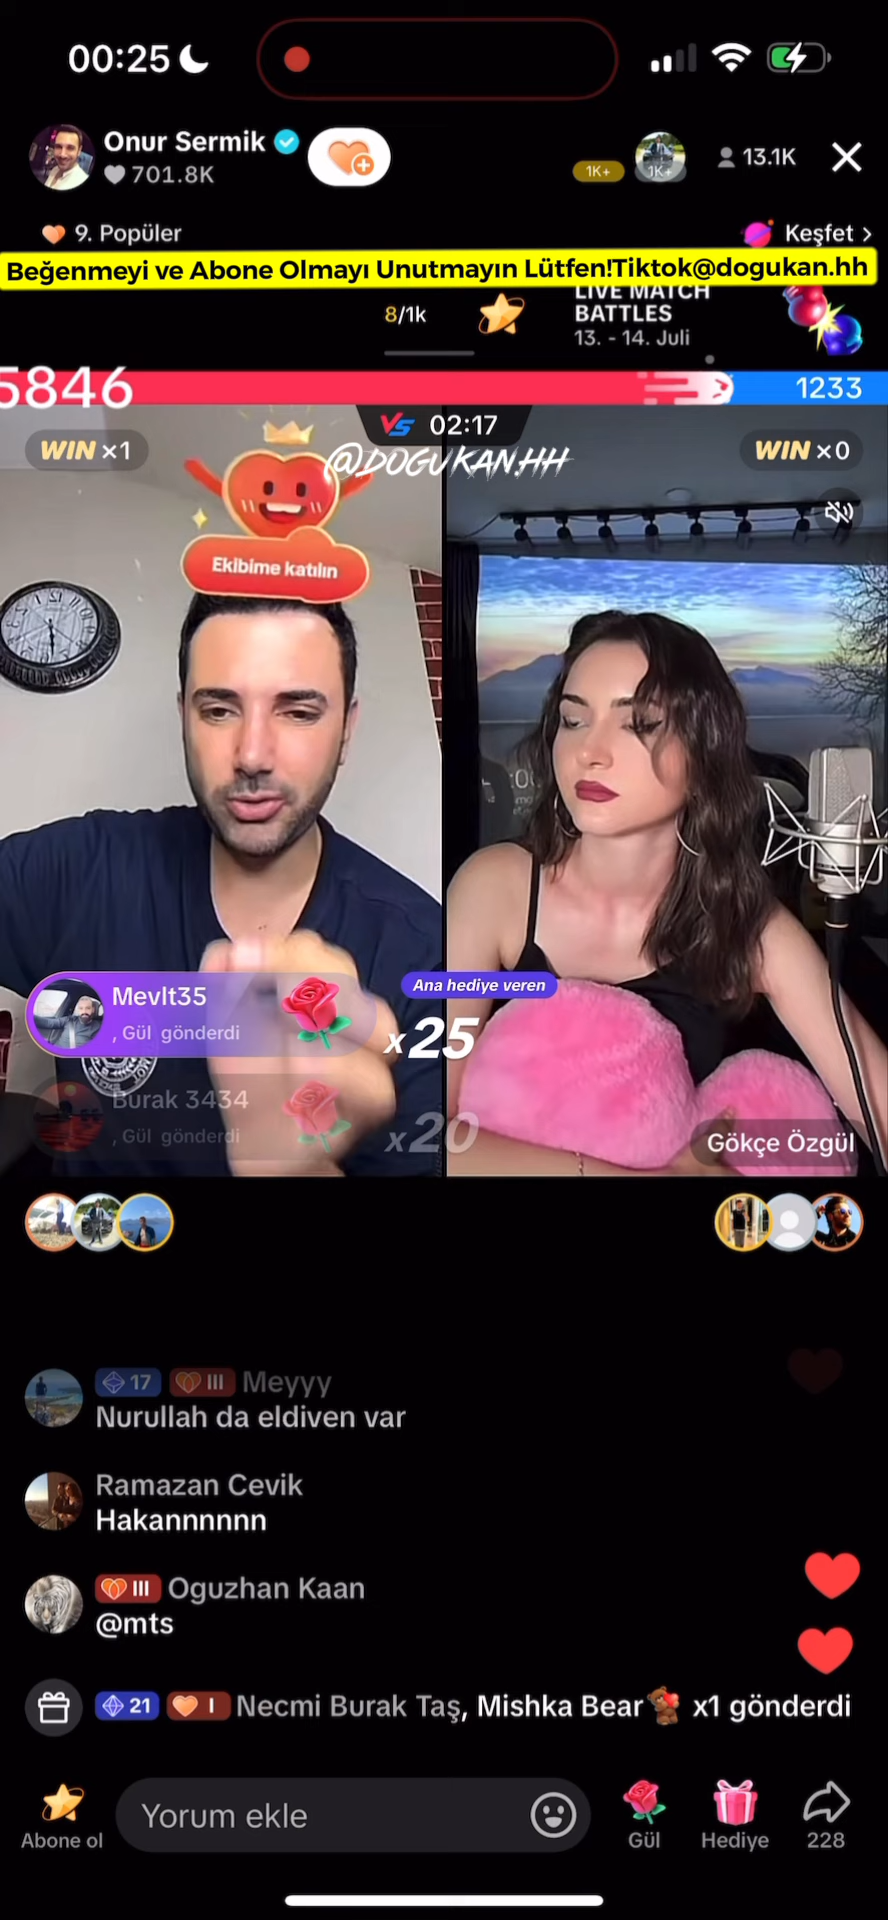 00:25
Onur Sermik
701.8K
1K+
1K+
13.1K
9. Popüler
Keşfet >
Beğenmeyi ve Abone Olmayı Unutmayın Lütfen!Tiktok@dogukan.hh
8/1k
LIVE MATCH
BATTLES
13. - 14. Juli
5846
1233
VS 02:17
WIN x1
WIN x0
@DOGUKAN.HH
Ekibime katılın
Mevlt35
, Gül gönderdi
Ana hediye veren
x25
Burak 3434
, Gül gönderdi
x20
Gökçe Özgül
17 III Meyyy
Nurullah da eldiven var
Ramazan Cevik
Hakannnnnn
III Oguzhan Kaan
@mts
21 I Necmi Burak Taş, Mishka Bear x1 gönderdi
Abone ol
Yorum ekle
Gül
Hediye
228